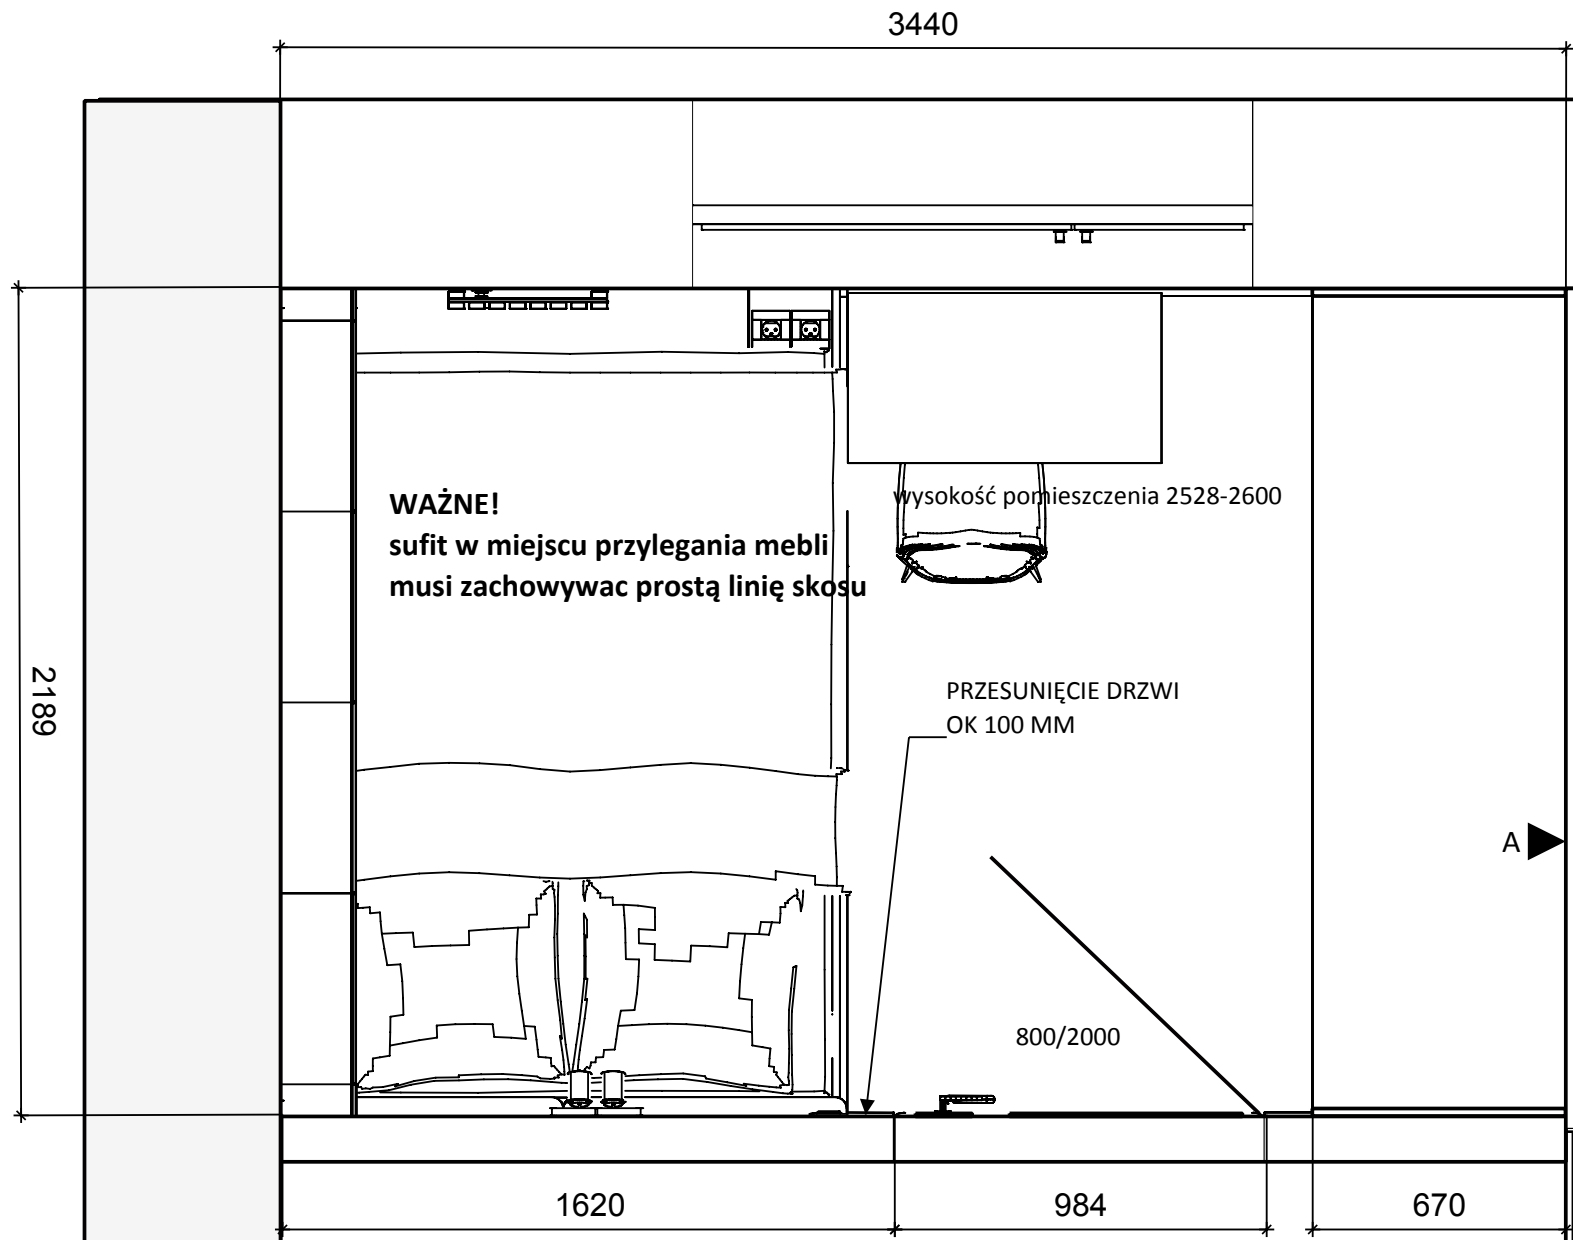 3440
WAŻNE!
sufit w miejscu przylegania mebli
musi zachowywac prostą linię skosu
wysokość pomieszczenia 2528-2600
2189
PRZESUNIĘCIE DRZWI
OK 100 MM
A
800/2000
1620
984
670